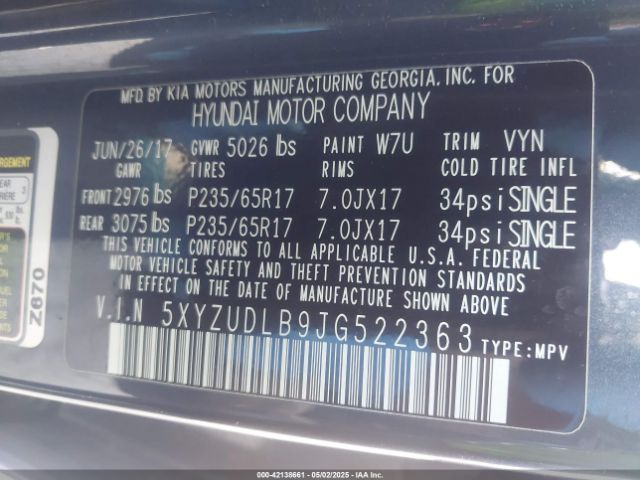 MFD. BY KIA MOTORS MANUFACTURING GEORGIA, INC. FOR
HYUNDAI MOTOR COMPANY
JUN/26/17 GVWR 5026 lbs PAINT W7U TRIM VYN
GAWR TIRES RIMS COLD TIRE INFL
FRONT 2976 lbs P235/65R17 7.0JX17 34psi SINGLE
REAR 3075 lbs P235/65R17 7.0JX17 34psi SINGLE
THIS VEHICLE CONFORMS TO ALL APPLICABLE U.S.A. FEDERAL
MOTOR VEHICLE SAFETY AND THEFT PREVENTION STANDARDS
IN EFFECT ON THE DATE OF MANUFACTURE SHOWN ABOVE.
V.I.N 5XYZUDLB9JG522363 TYPE:MPV
Z670
000-42138661 - 05/02/2025 - IAAI.COM